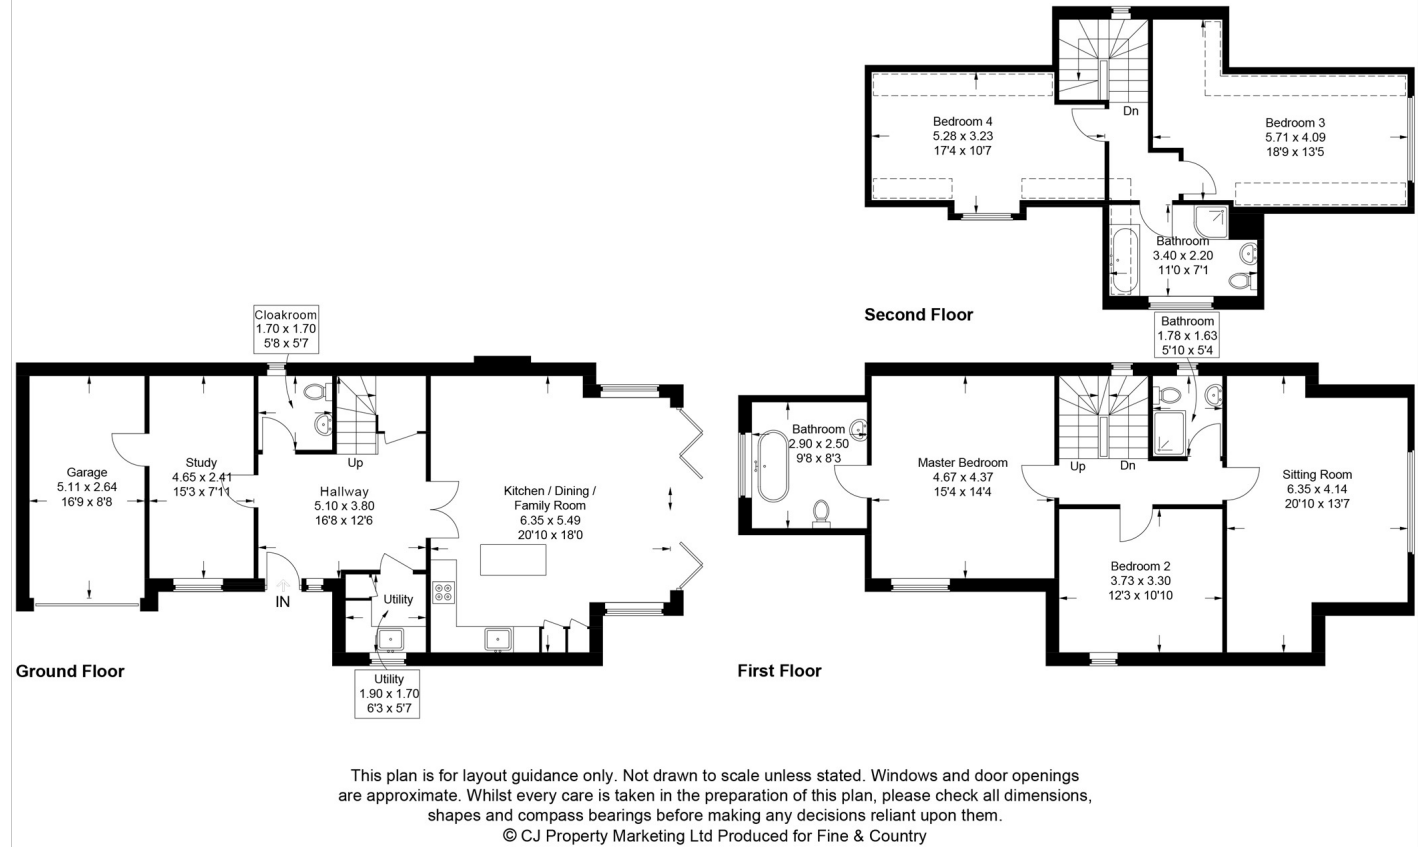 Bedroom 4
5.28 x 3.23
17'4 x 10'7
Dn
Bedroom 3
5.71 x 4.09
18'9 x 13'5
Bathroom
3.40 x 2.20
11'0 x 7'1
Second Floor
Cloakroom
1.70 x 1.70
5'8 x 5'7
Garage
5.11 x 2.64
16'9 x 8'8
Study
4.65 x 2.41
15'3 x 7'11
Up
Hallway
5.10 x 3.80
16'8 x 12'6
Kitchen / Dining /
Family Room
6.35 x 5.49
20'10 x 18'0
IN
Utility
Utility
1.90 x 1.70
6'3 x 5'7
Ground Floor
Bathroom
1.78 x 1.63
5'10 x 5'4
Bathroom
2.90 x 2.50
9'8 x 8'3
Master Bedroom
4.67 x 4.37
15'4 x 14'4
Up
Dn
Sitting Room
6.35 x 4.14
20'10 x 13'7
Bedroom 2
3.73 x 3.30
12'3 x 10'10
First Floor
This plan is for layout guidance only. Not drawn to scale unless stated. Windows and door openings
are approximate. Whilst every care is taken in the preparation of this plan, please check all dimensions,
shapes and compass bearings before making any decisions reliant upon them.
© CJ Property Marketing Ltd Produced for Fine & Country